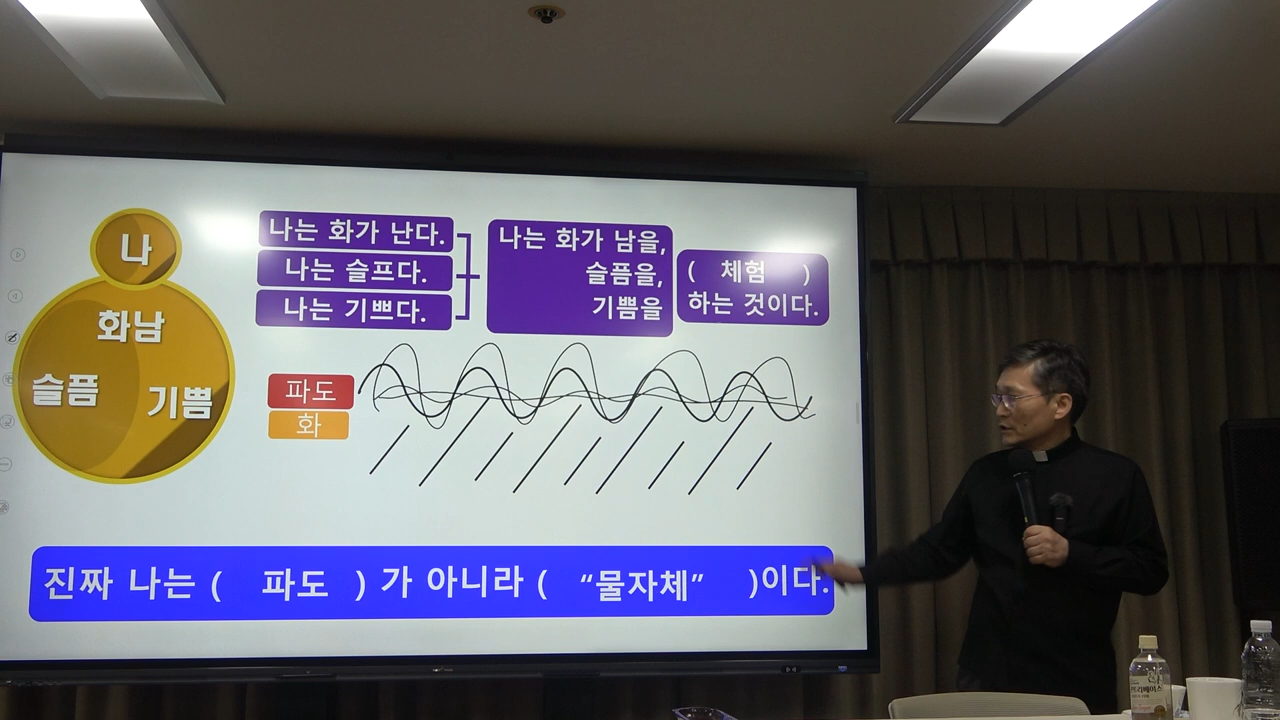 나
화남
슬픔 기쁨
나는 화가 난다.
나는 슬프다.
나는 기쁘다.
나는 화가 남을,
슬픔을,
기쁨을
( 체험 )
하는 것이다.
파도
화
진짜 나는 ( 파도 ) 가 아니라 ( “물자체” )이다.